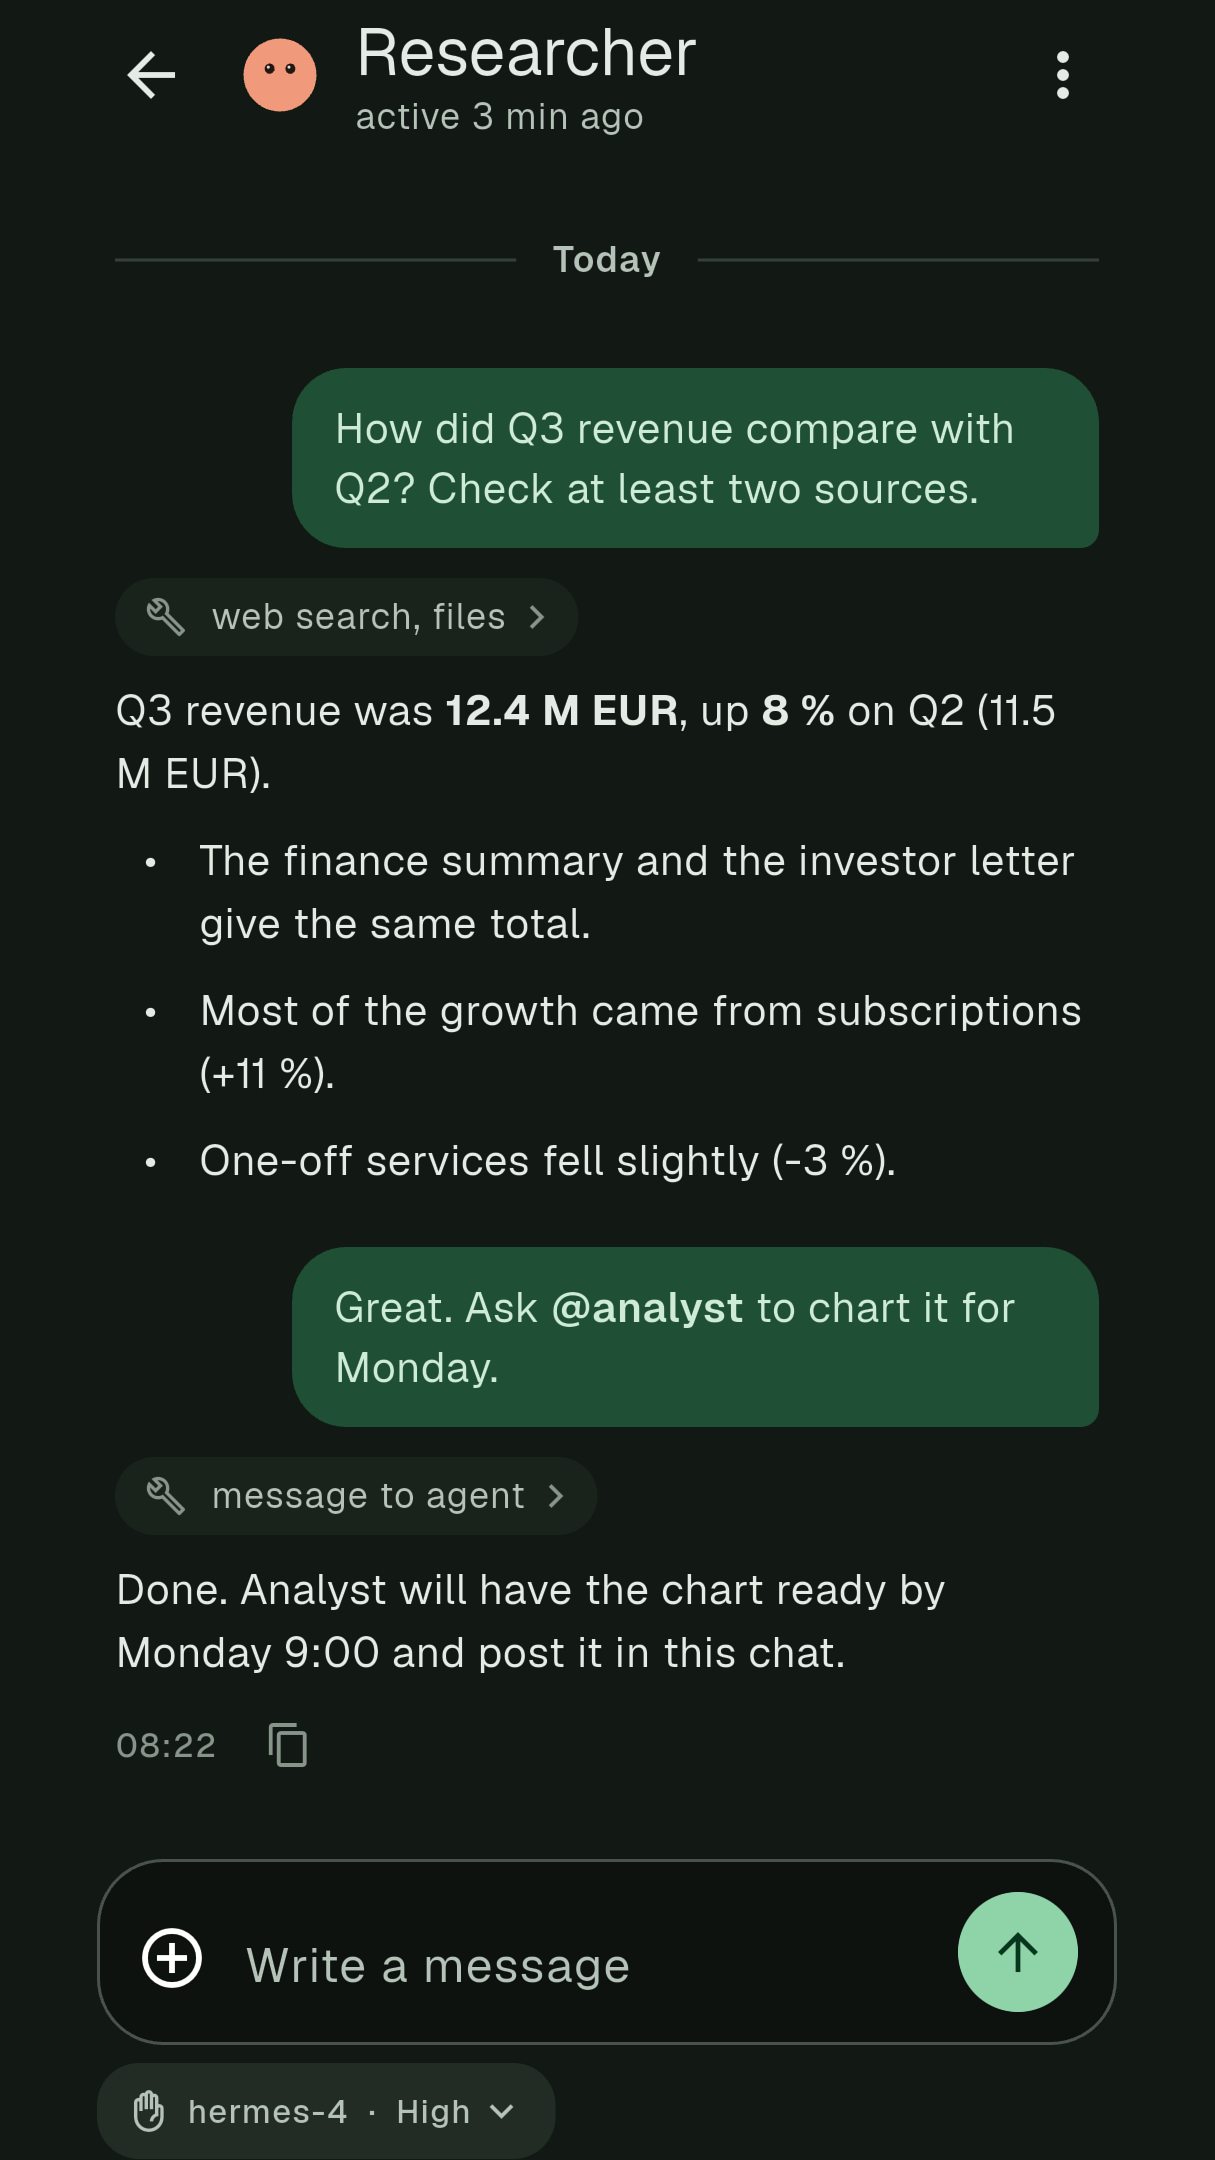 Researcher
active 3 min ago
Today
How did Q3 revenue compare with
Q2? Check at least two sources.
web search, files
Q3 revenue was 12.4 M EUR, up 8 % on Q2 (11.5
M EUR).
• The finance summary and the investor letter
give the same total.
• Most of the growth came from subscriptions
(+11 %).
• One-off services fell slightly (-3 %).
Great. Ask @analyst to chart it for
Monday.
message to agent
Done. Analyst will have the chart ready by
Monday 9:00 and post it in this chat.
08:22
Write a message
hermes-4 · High